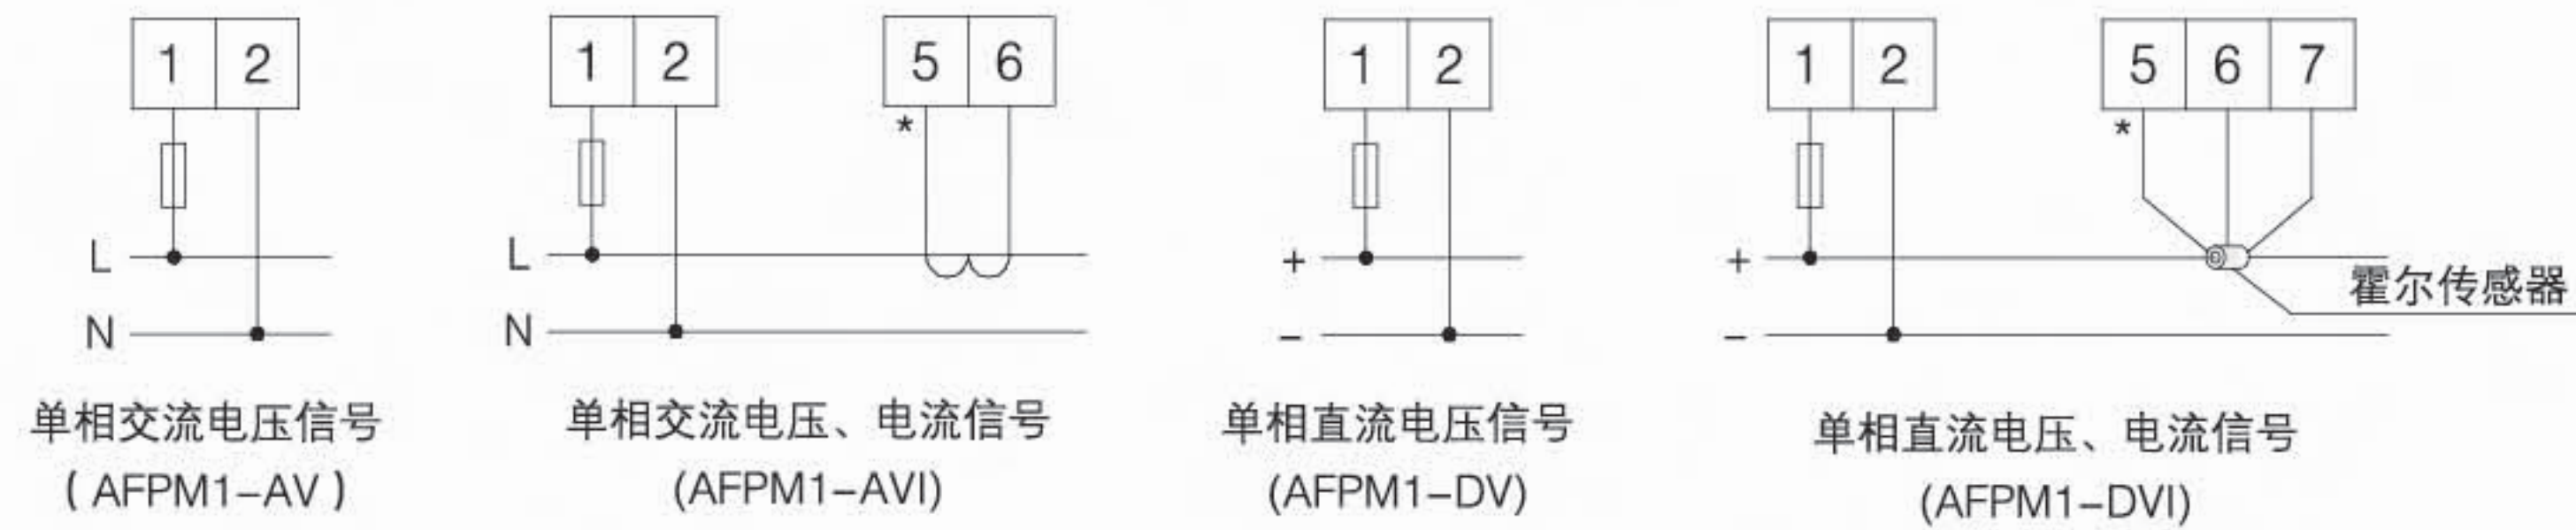 1 2
L
N
单相交流电压信号
( AFPM1-AV )
1 2 5 6
*
L
N
单相交流电压、电流信号
(AFPM1-AVI)
1 2
+
-
单相直流电压信号
(AFPM1-DV)
1 2 5 6 7
*
+
-
霍尔传感器
单相直流电压、电流信号
(AFPM1-DVI)